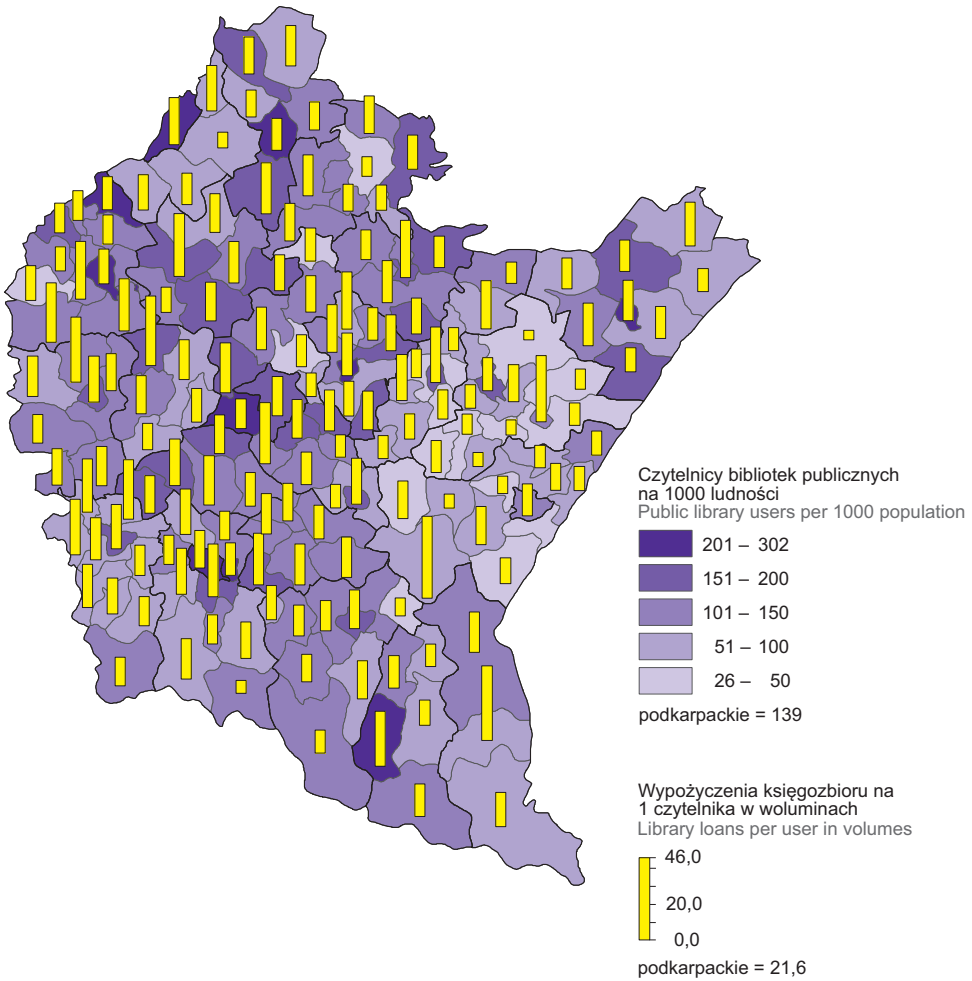 Czytelnicy bibliotek publicznych
na 1000 ludności
Public library users per 1000 population
201 – 302
151 – 200
101 – 150
51 – 100
26 – 50
podkarpackie = 139
Wypożyczenia księgozbioru na
1 czytelnika w woluminach
Library loans per user in volumes
46,0
20,0
0,0
podkarpackie = 21,6